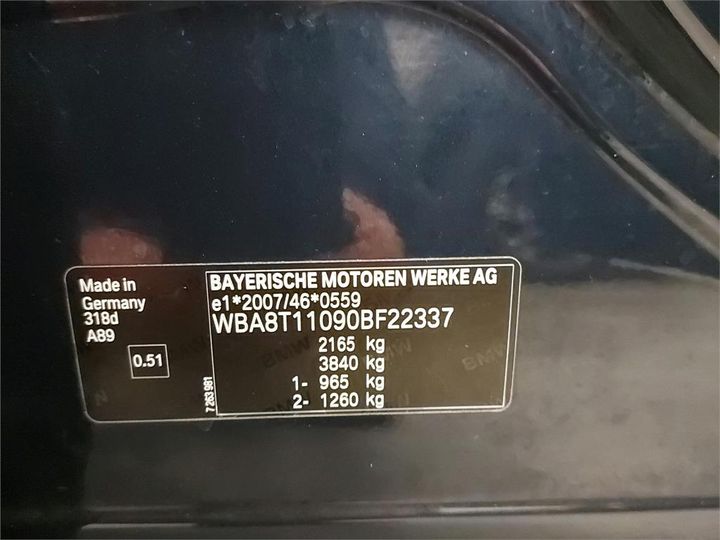 Made in
Germany
318d
A89
0.51
7 263 981
BAYERISCHE MOTOREN WERKE AG
e1*2007/46*0559
WBA8T11090BF22337
2165 kg
3840 kg
1- 965 kg
2- 1260 kg